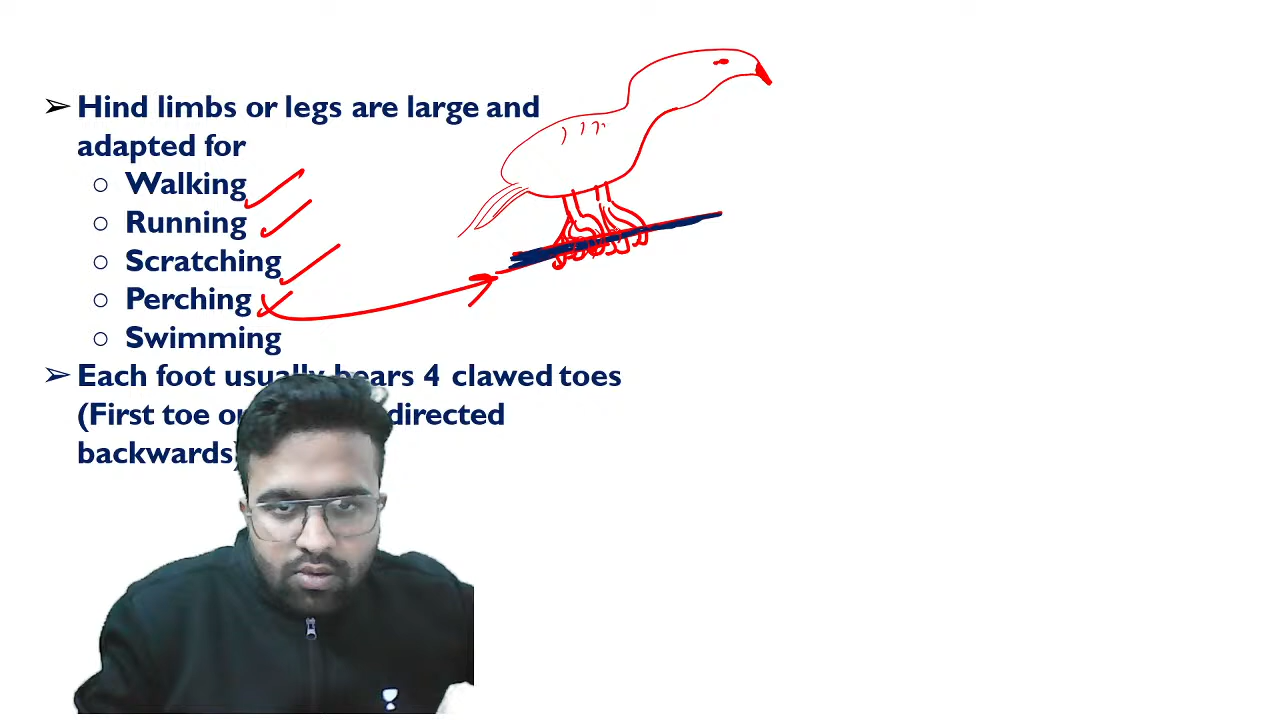 ➢ Hind limbs or legs are large and
adapted for
○ Walking
○ Running
○ Scratching
○ Perching
○ Swimming
➢ Each foot usually bears 4 clawed toes
(First toe directed
backwards)